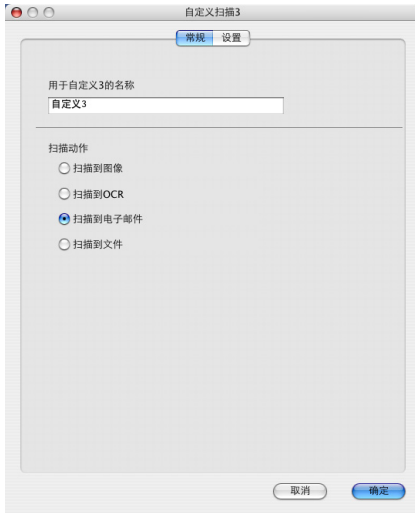 自定义扫描3
常规 设置
用于自定义3的名称
自定义3
扫描动作
扫描到图像
扫描到OCR
扫描到电子邮件
扫描到文件
取消 确定